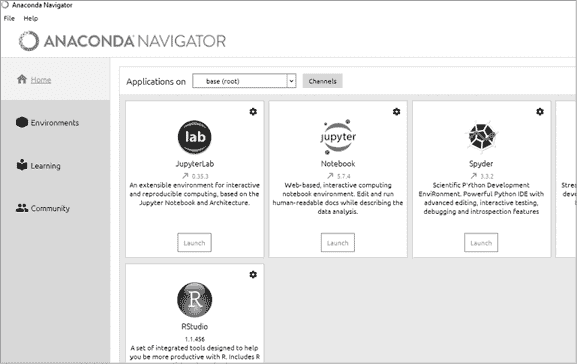 Anaconda Navigator
File Help
ANACONDA NAVIGATOR
Home
Environments
Learning
Community
Applications on base (root) Channels
lab
JupyterLab
0.35.3
An extensible environment for interactive
and reproducible computing, based on the
Jupyter Notebook and Architecture.
Launch
jupyter
Notebook
5.7.4
Web-based, interactive computing
notebook environment. Edit and run
human-readable docs while describing the
data analysis.
Launch
Spyder
3.3.2
Scientific PYthon Development
EnviRonment. Powerful Python IDE with
advanced editing, interactive testing,
debugging and introspection features
Launch
R
RStudio
1.1.456
A set of integrated tools designed to help
you be more productive with R. Includes R